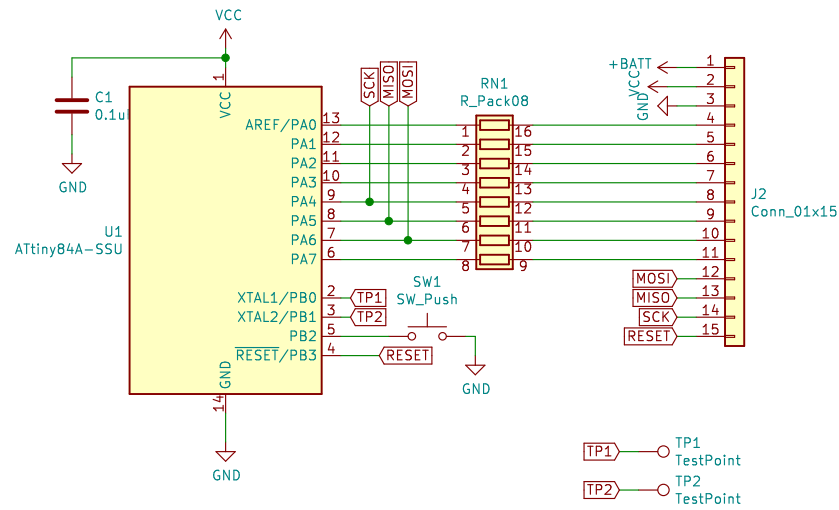 VCC
C1
0.1u
GND
1
VCC
SCK
MISO
MOSI
RN1
R_Pack08
+BATT
VCC
GND
1
2
3
4
5
6
7
8
9
10
11
12
13
14
15
J2
Conn_01x15
AREF/PA0 13
PA1 12
PA2 11
PA3 10
PA4 9
PA5 8
PA6 7
PA7 6
1 16
2 15
3 14
4 13
5 12
6 11
7 10
8 9
U1
ATtiny84A-SSU
XTAL1/PB0 2 TP1
XTAL2/PB1 3 TP2
PB2 5
RESET/PB3 4 RESET
SW1
SW_Push
GND
MOSI
MISO
SCK
RESET
GND
14
GND
TP1 TP1
TestPoint
TP2 TP2
TestPoint